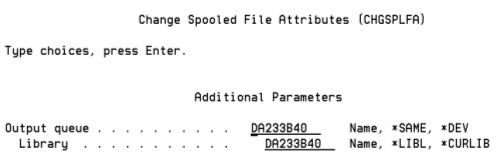 Change Spooled File Attributes (CHGSPLFA)
Type choices, press Enter.
Additional Parameters
Output queue . . . . . . . . . . . DA233B40 Name, *SAME, *DEV
Library . . . . . . . . . . . DA233B40 Name, *LIBL, *CURLIB